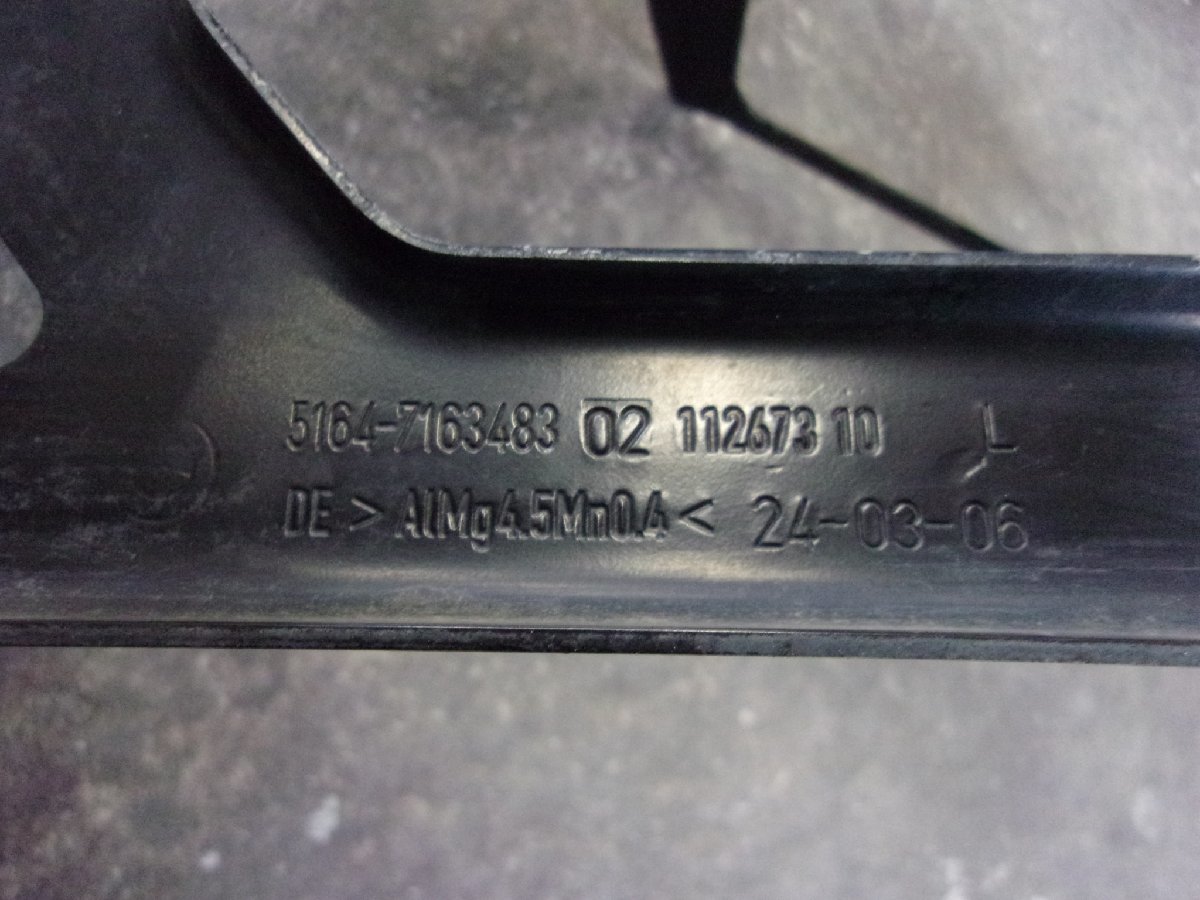 5164-7163483 02 112673 10 L
DE >AlMg4.5Mn0.4< 24-03-06